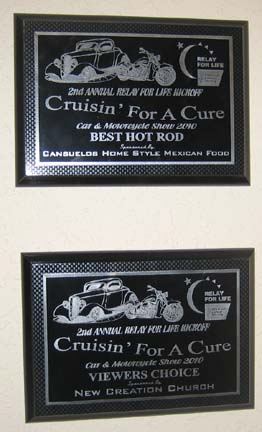 RELAY
FOR LIFE
2nd ANNUAL RELAY FOR LIFE KICKOFF
Cruisin' For A Cure
Car & Motorcycle Show 2010
BEST HOT ROD
Sponsored By
CANSUELOS HOME STYLE MEXICAN FOOD
RELAY
FOR LIFE
2nd ANNUAL RELAY FOR LIFE KICKOFF
Cruisin' For A Cure
Car & Motorcycle Show 2010
VIEWERS CHOICE
Sponsored By
NEW CREATION CHURCH